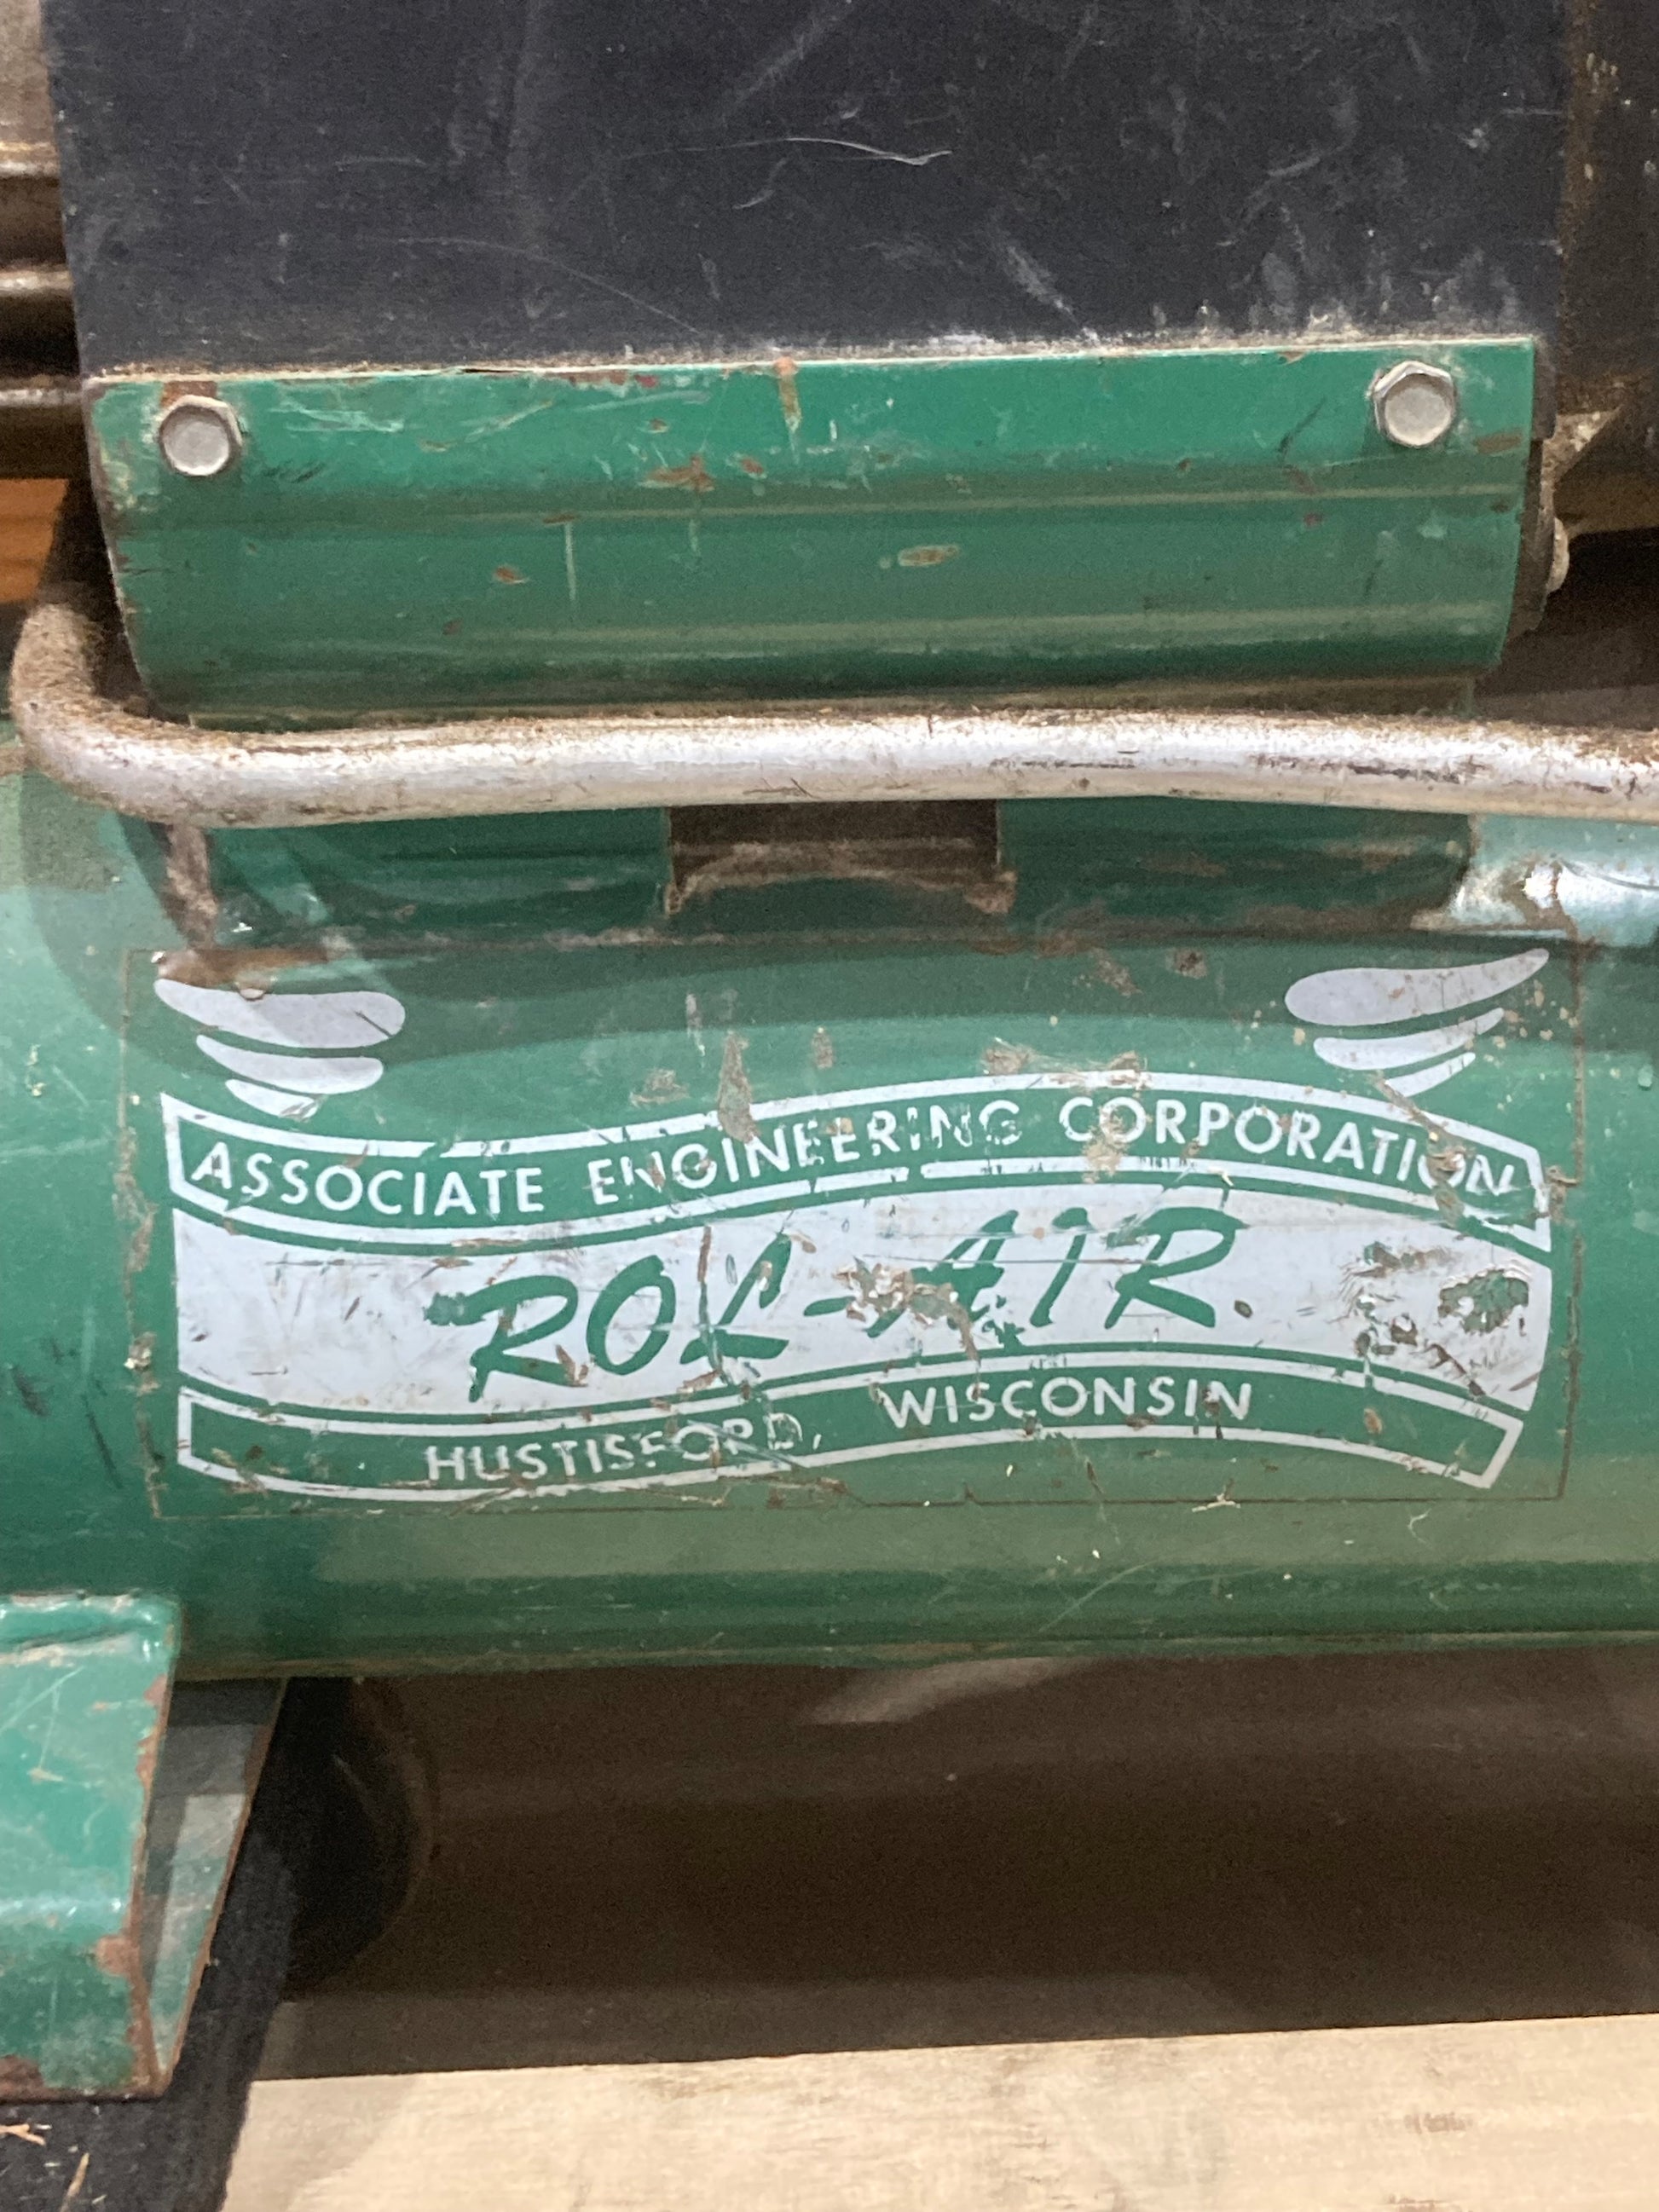 ASSOCIATE ENGINEERING CORPORATION
ROL-AIR
HUSTISFORD, WISCONSIN